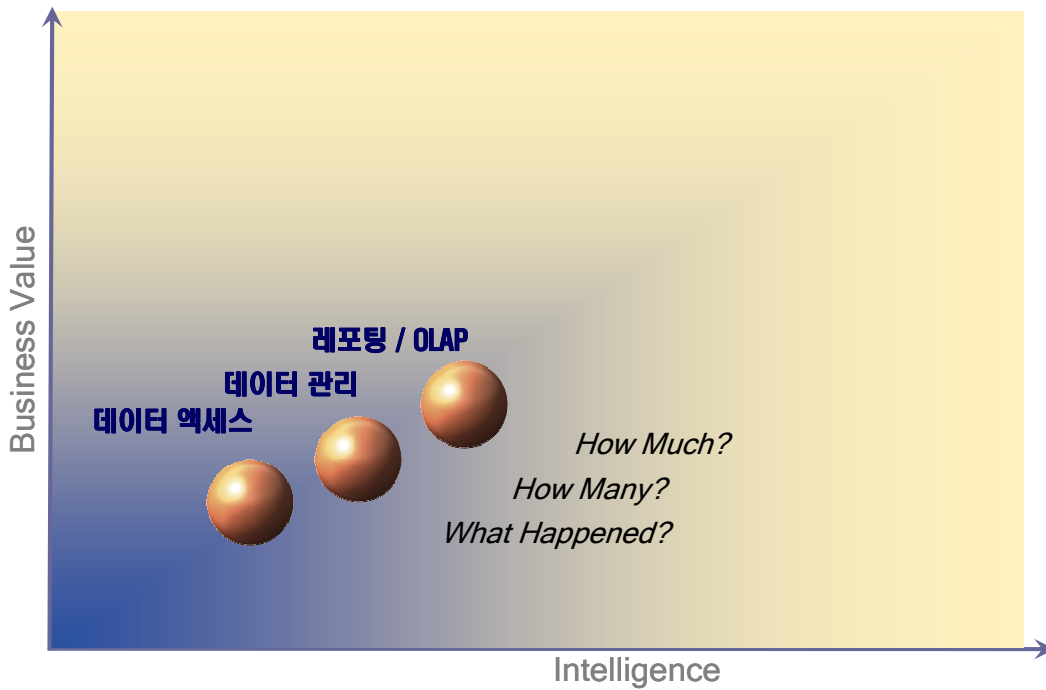 Business Value
레포팅 / OLAP
데이터 관리
데이터 액세스
How Much?
How Many?
What Happened?
Intelligence